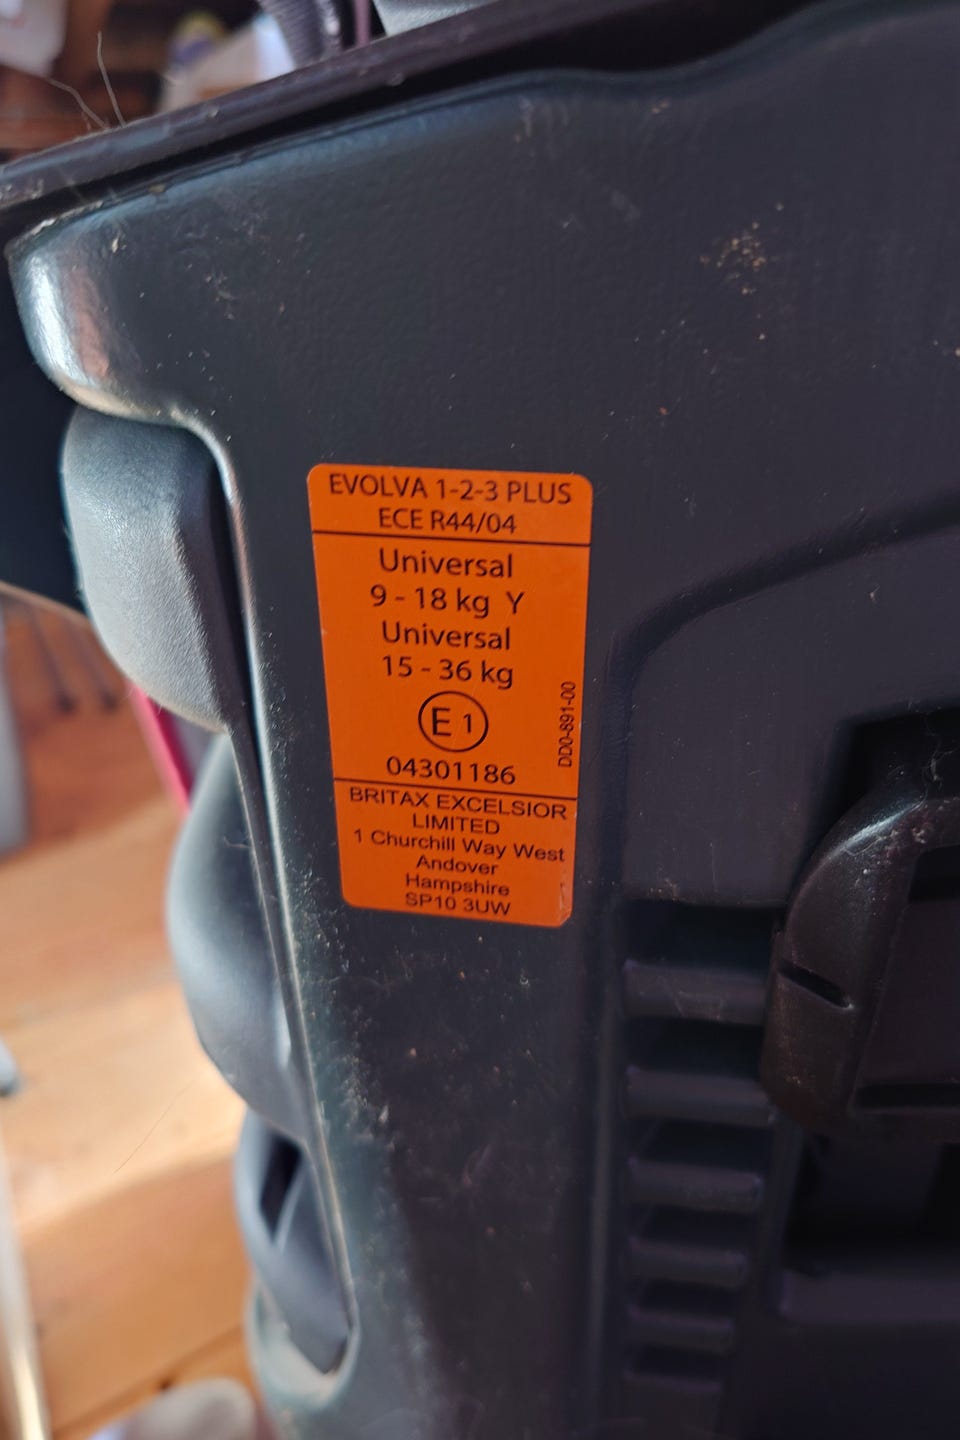 EVOLVA 1-2-3 PLUS
ECE R44/04
Universal
9 - 18 kg Y
Universal
15 - 36 kg
E 1
04301186
DD0-891-00
BRITAX EXCELSIOR
LIMITED
1 Churchill Way West
Andover
Hampshire
SP10 3UW